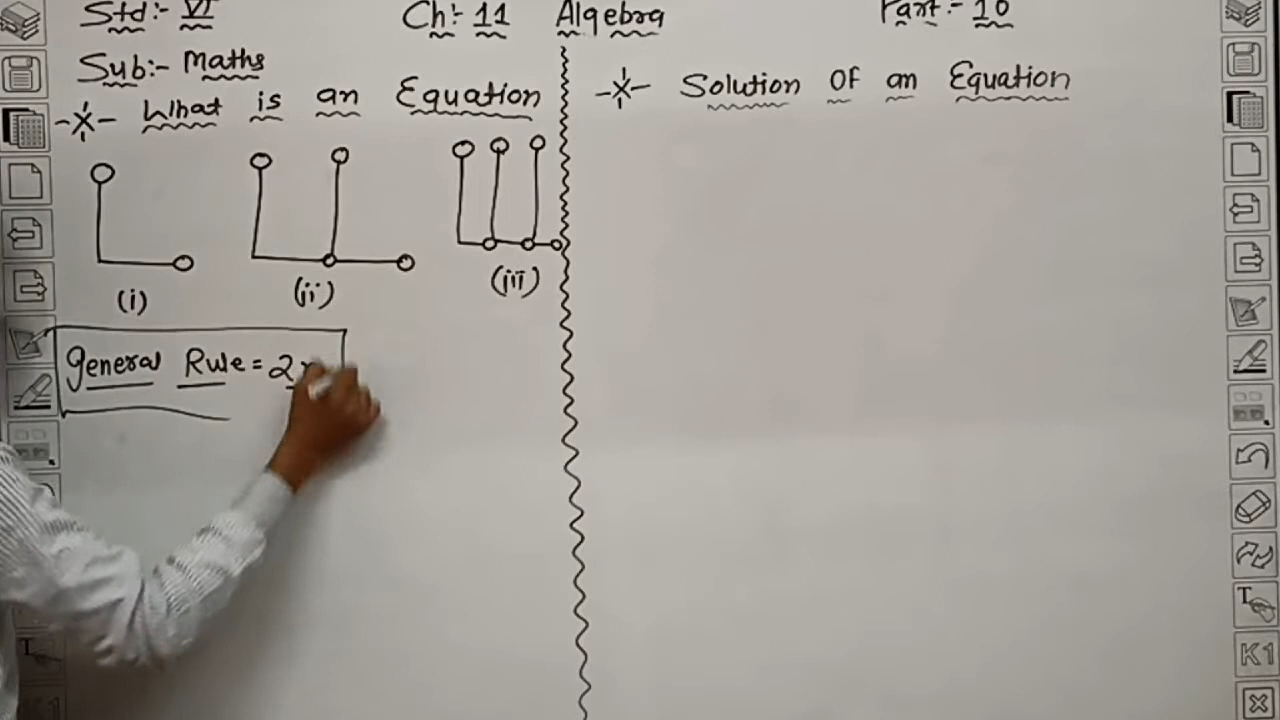 Std:- VI
Ch:- 11 Algebra
Part:- 10
Sub:- Maths
What is an Equation
(i)
(ii)
(iii)
General Rule = 2
Solution Of an Equation
T
K1